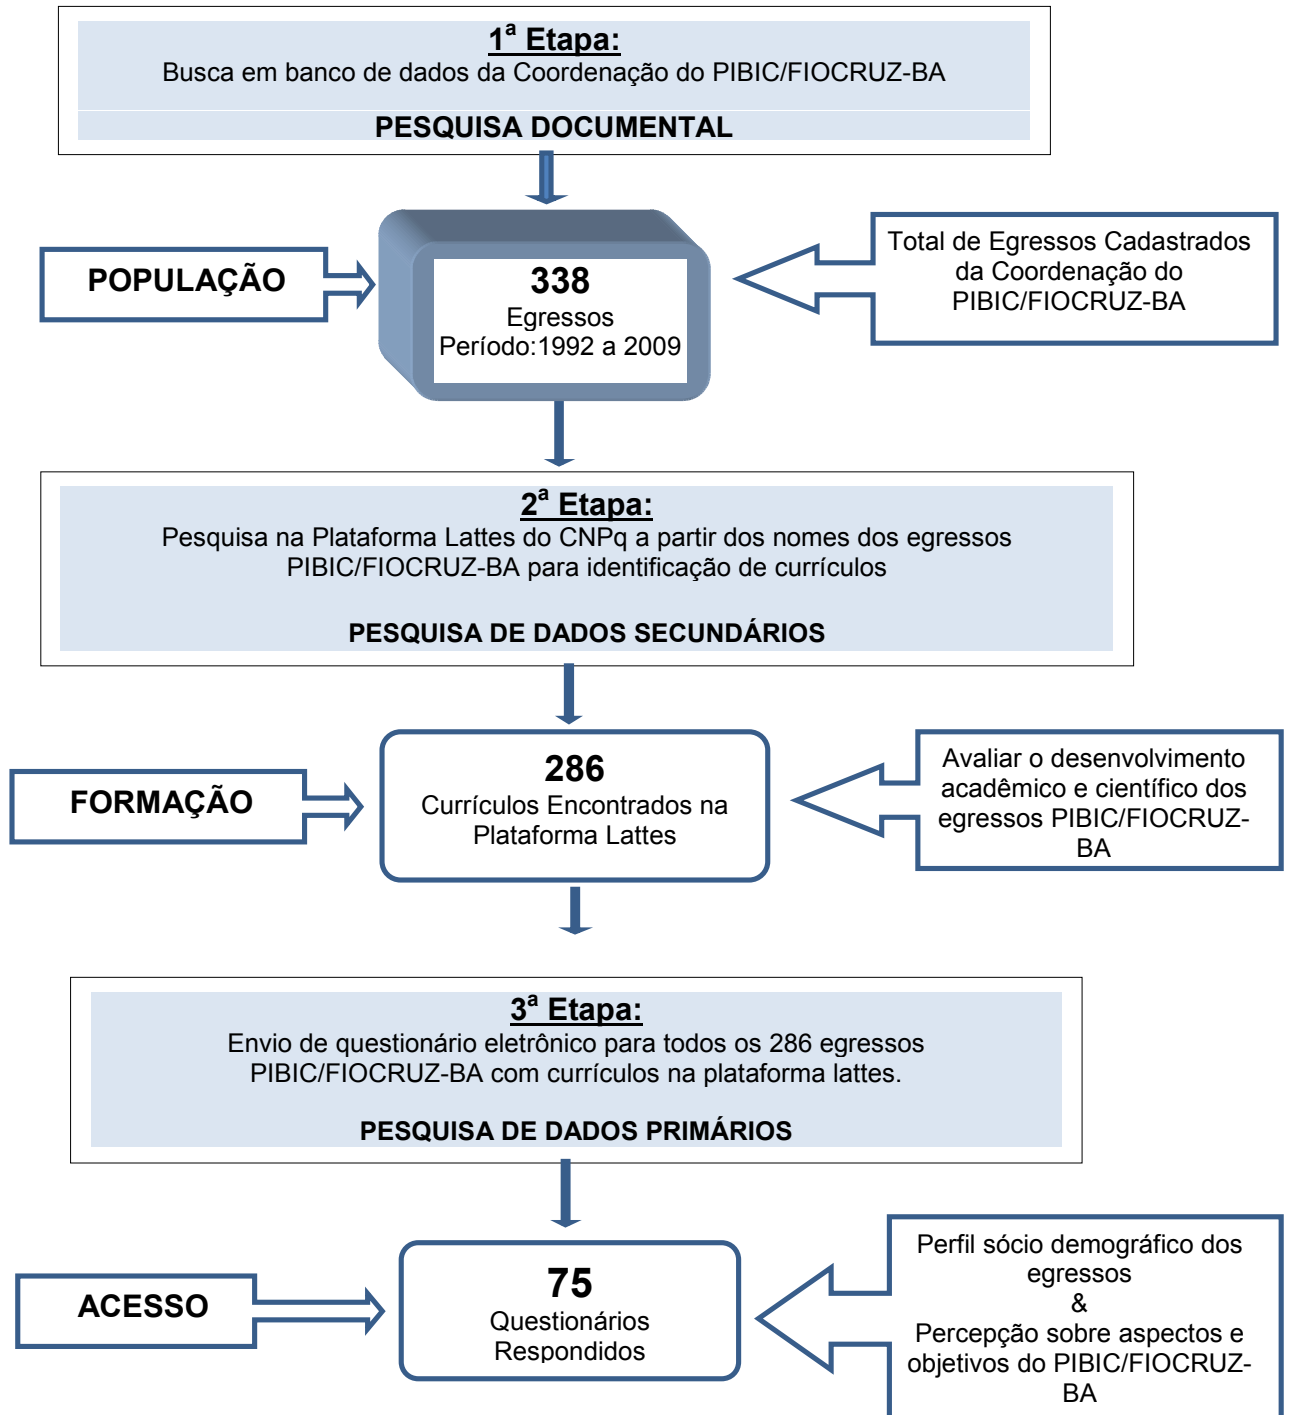 1ª Etapa:
Busca em banco de dados da Coordenação do PIBIC/FIOCRUZ-BA
PESQUISA DOCUMENTAL
POPULAÇÃO
338
Egressos
Período:1992 a 2009
Total de Egressos Cadastrados
da Coordenação do
PIBIC/FIOCRUZ-BA
2ª Etapa:
Pesquisa na Plataforma Lattes do CNPq a partir dos nomes dos egressos
PIBIC/FIOCRUZ-BA para identificação de currículos
PESQUISA DE DADOS SECUNDÁRIOS
FORMAÇÃO
286
Currículos Encontrados na
Plataforma Lattes
Avaliar o desenvolvimento
acadêmico e científico dos
egressos PIBIC/FIOCRUZ-
BA
3ª Etapa:
Envio de questionário eletrônico para todos os 286 egressos
PIBIC/FIOCRUZ-BA com currículos na plataforma lattes.
PESQUISA DE DADOS PRIMÁRIOS
ACESSO
75
Questionários
Respondidos
Perfil sócio demográfico dos
egressos
&
Percepção sobre aspectos e
objetivos do PIBIC/FIOCRUZ-
BA